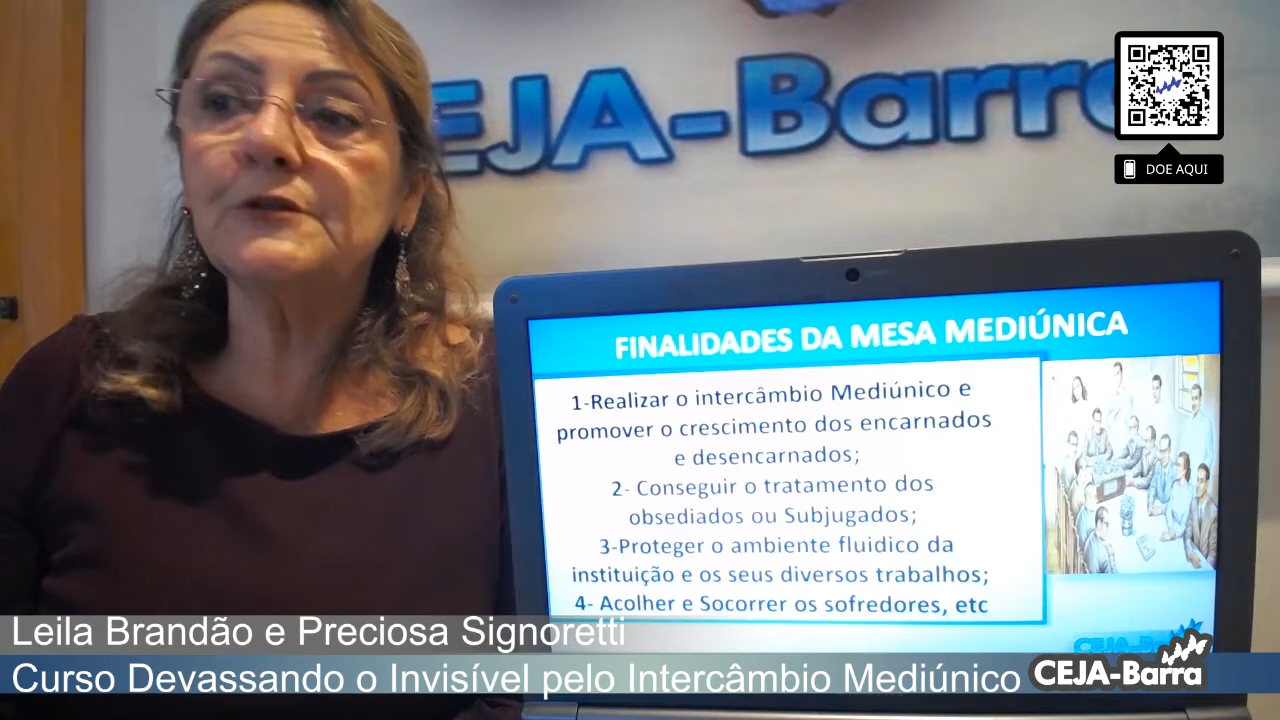 CEJA-Barra
DOE AQUI
FINALIDADES DA MESA MEDIÚNICA
1-Realizar o intercâmbio Mediúnico e
promover o crescimento dos encarnados
e desencarnados;
2- Conseguir o tratamento dos
obsediados ou Subjugados;
3-Proteger o ambiente fluidico da
instituição e os seus diversos trabalhos;
4- Acolher e Socorrer os sofredores, etc
CEJA-Barra
Leila Brandão e Preciosa Signoretti
Curso Devassando o Invisível pelo Intercâmbio Mediúnico
CEJA-Barra